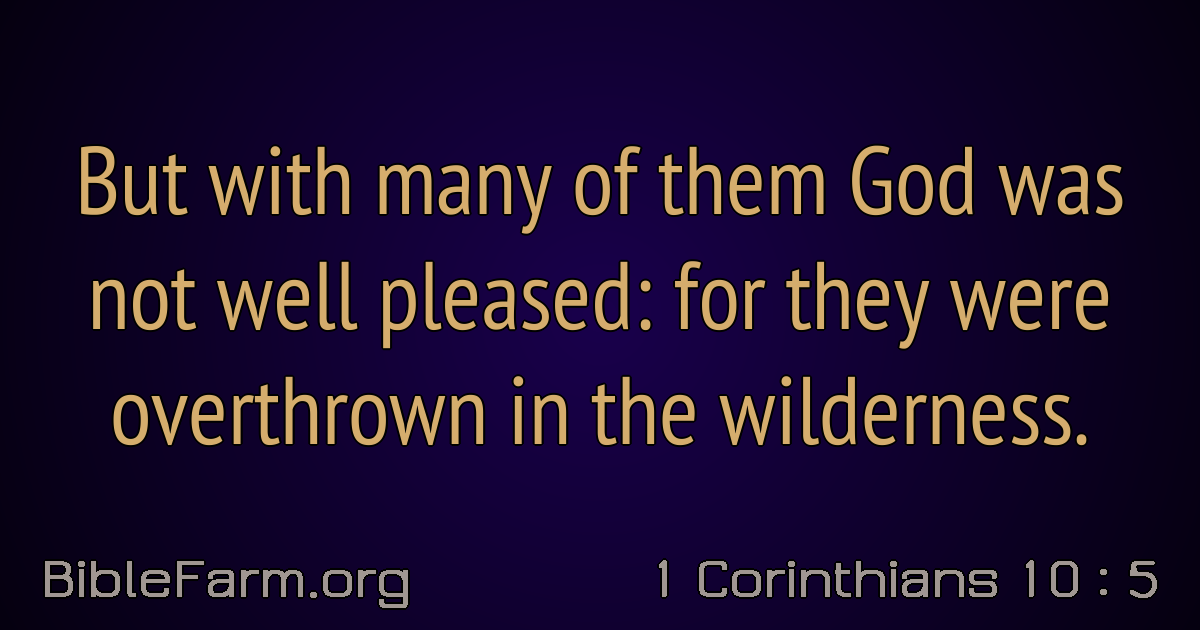 But with many of them God was
not well pleased: for they were
overthrown in the wilderness.
BibleFarm.org
1 Corinthians 10 : 5